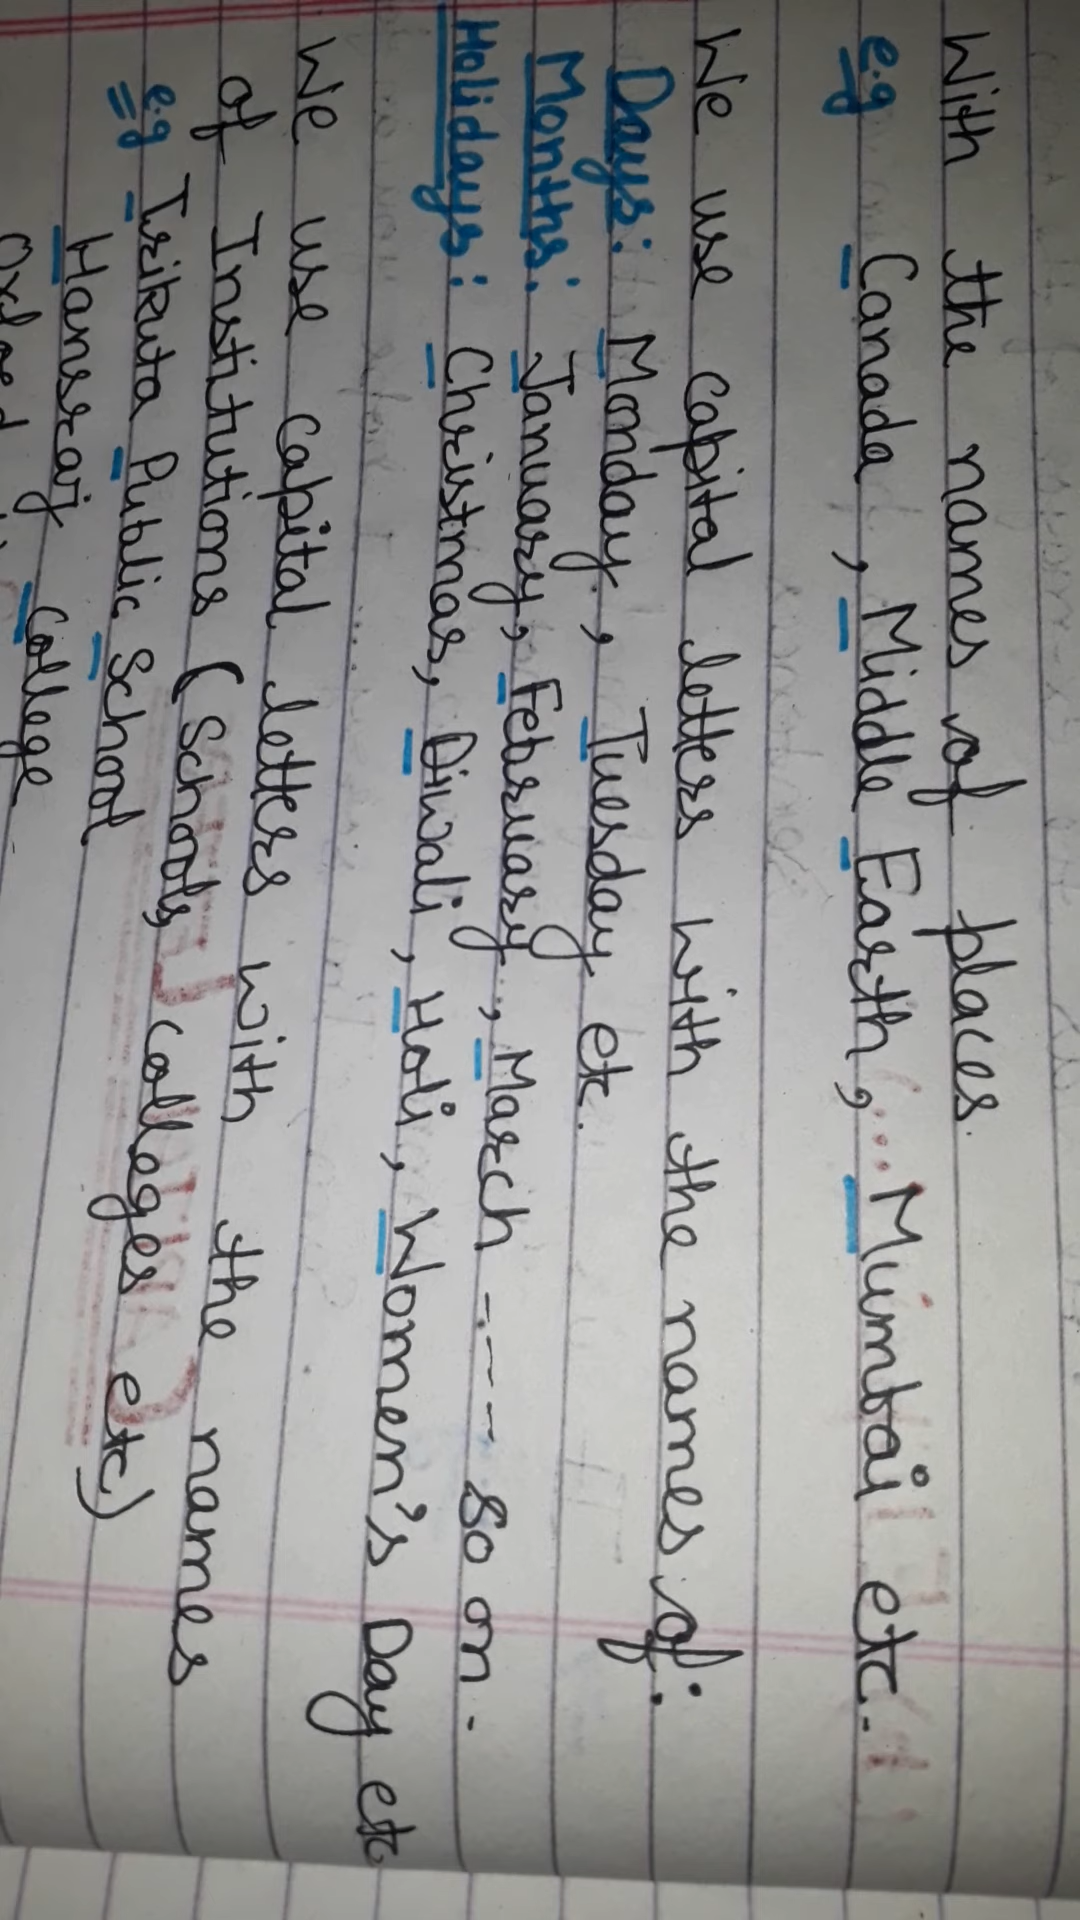 With the names of places.
e.g Canada, Middle Earth, Mumbai etc.
We use capital letters with the names of:
Days: Monday, Tuesday etc.
Months: January, February, March ---- so on.
Holidays: Christmas, Diwali, Holi, Women's Day etc
We use capital letters with the names
of Institutions (Schools, colleges etc)
e.g Trikuta Public School
Hansraj College